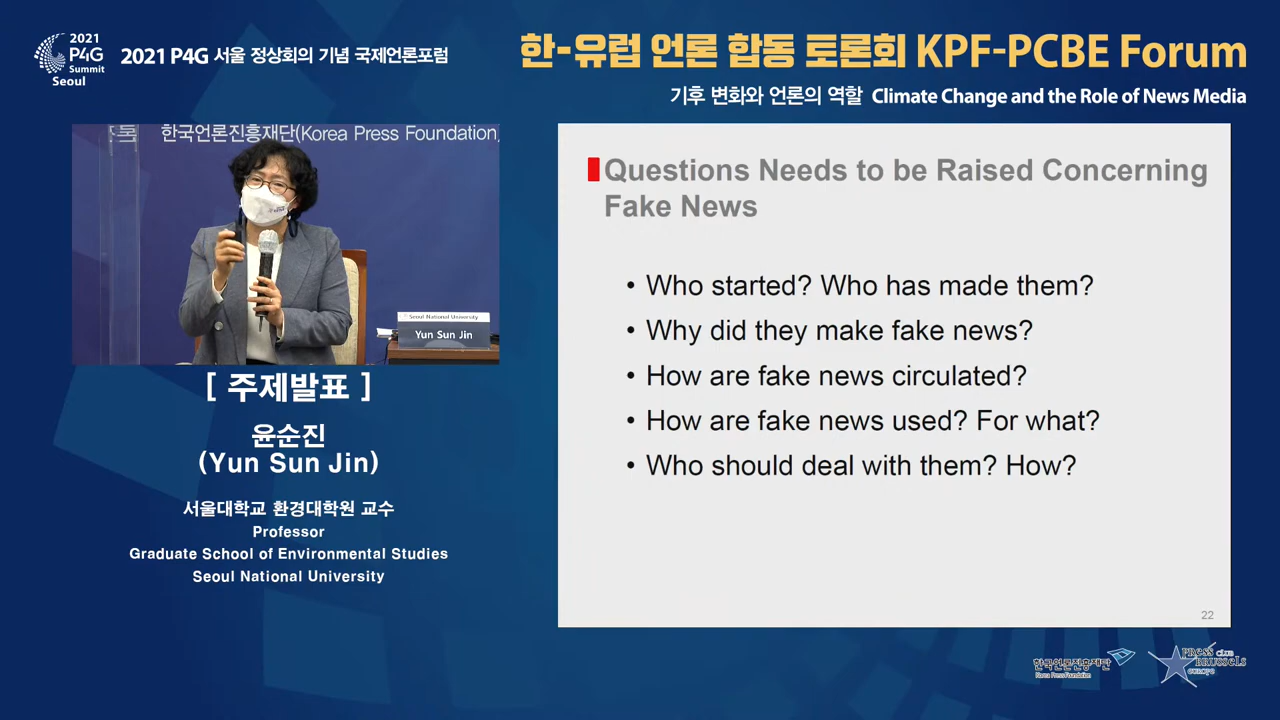 2021
P4G
Summit
Seoul
2021 P4G 서울 정상회의 기념 국제언론포럼
한-유럽 언론 합동 토론회 KPF-PCBE Forum
기후 변화와 언론의 역할 Climate Change and the Role of News Media
한국언론진흥재단(Korea Press Foundation
Seoul National University
Yun Sun Jin
[ 주제발표 ]
윤순진
(Yun Sun Jin)
서울대학교 환경대학원 교수
Professor
Graduate School of Environmental Studies
Seoul National University
Questions Needs to be Raised Concerning
Fake News
• Who started? Who has made them?
• Why did they make fake news?
• How are fake news circulated?
• How are fake news used? For what?
• Who should deal with them? How?
22
한국언론진흥재단
Korea Press Foundation
PRESS club
BRUSSELS
europe